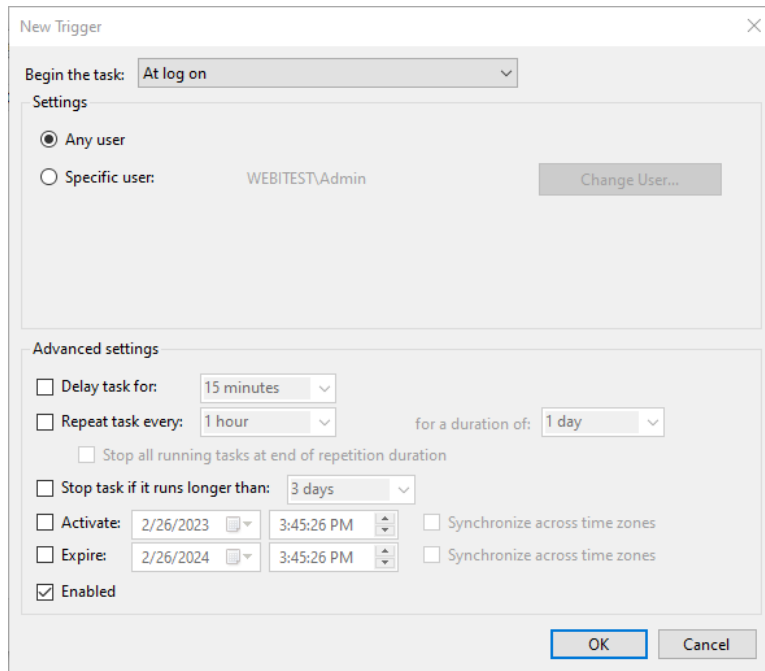 New Trigger
Begin the task: At log on
Settings
Any user
Specific user: WEBITEST\Admin Change User...
Advanced settings
Delay task for: 15 minutes
Repeat task every: 1 hour for a duration of: 1 day
Stop all running tasks at end of repetition duration
Stop task if it runs longer than: 3 days
Activate: 2/26/2023 3:45:26 PM Synchronize across time zones
Expire: 2/26/2024 3:45:26 PM Synchronize across time zones
Enabled
OK Cancel